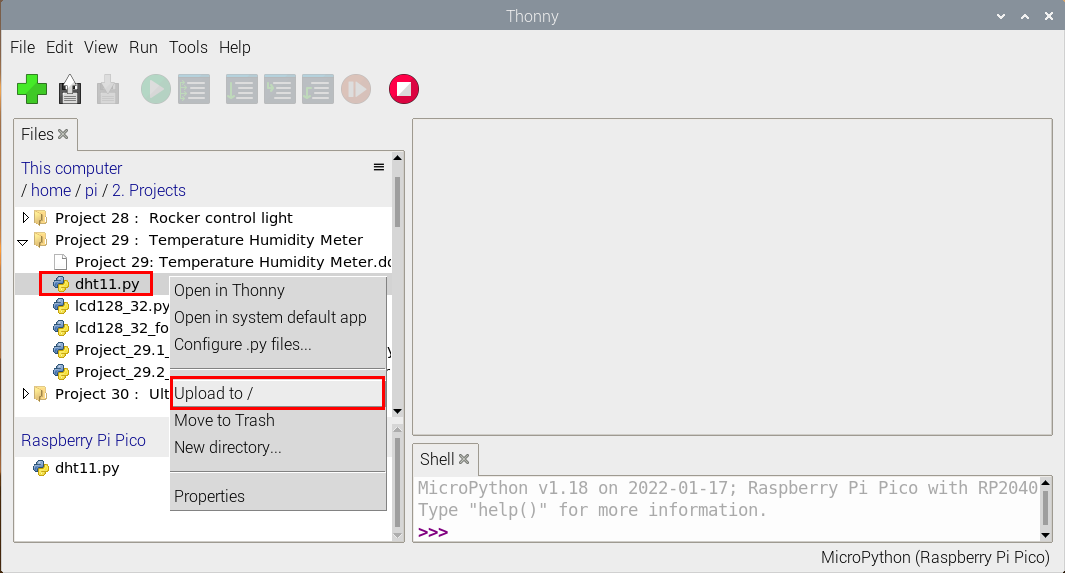 Thonny
File Edit View Run Tools Help
Files
This computer
/ home / pi / 2. Projects
Project 28 : Rocker control light
Project 29 : Temperature Humidity Meter
Project 29: Temperature Humidity Meter.do
dht11.py
lcd128_32.py
lcd128_32_fo
Project_29.1_
Project_29.2_
Project 30 : Ult
Open in Thonny
Open in system default app
Configure .py files...
Upload to /
Move to Trash
New directory...
Properties
Raspberry Pi Pico
dht11.py
Shell
MicroPython v1.18 on 2022-01-17; Raspberry Pi Pico with RP2040
Type "help()" for more information.
>>>
MicroPython (Raspberry Pi Pico)